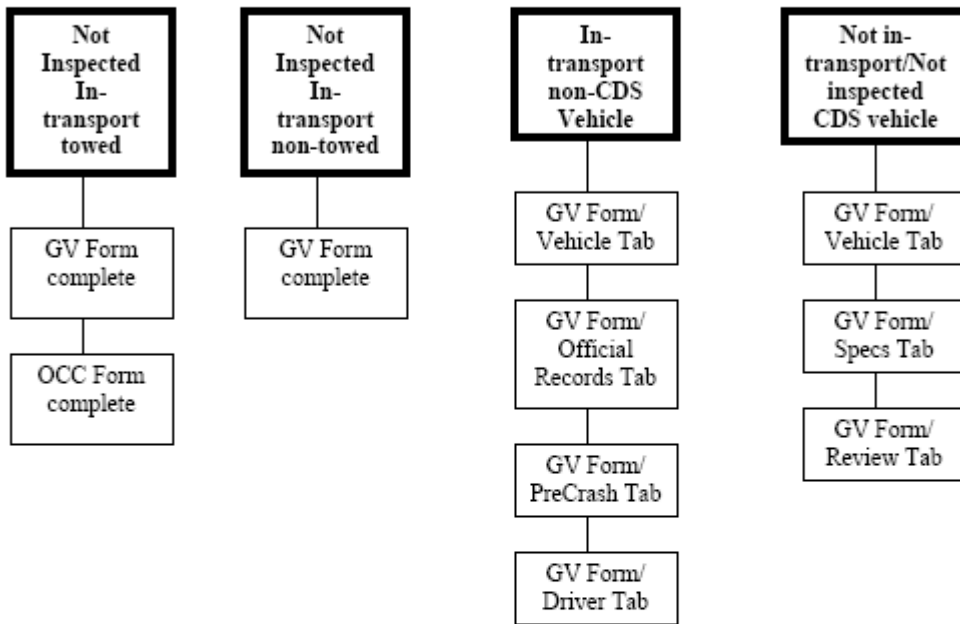 Not
Inspected
In-
transport
towed
GV Form
complete
OCC Form
complete
Not
Inspected
In-
transport
non-towed
GV Form
complete
In-
transport
non-CDS
Vehicle
GV Form/
Vehicle Tab
GV Form/
Official
Records Tab
GV Form/
PreCrash Tab
GV Form/
Driver Tab
Not in-
transport/Not
inspected
CDS vehicle
GV Form/
Vehicle Tab
GV Form/
Specs Tab
GV Form/
Review Tab